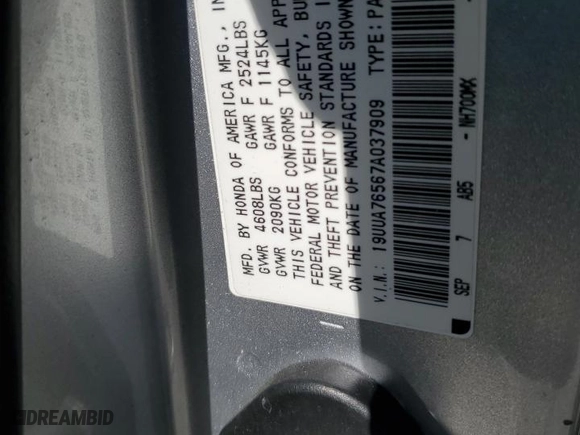 MFD. BY HONDA OF AMERICA MFG., IN
GVWR 4608LBS GAWR F 2524LBS
GVWR 2090KG GAWR F 1145KG
THIS VEHICLE CONFORMS TO ALL APP
FEDERAL MOTOR VEHICLE SAFETY, BU
AND THEFT PREVENTION STANDARDS I
ON THE DATE OF MANUFACTURE SHOWN
V.I.N.: 19UUA76567A037909 TYPE: PA
SEP 7 AB5 - NH700MX -
DREAMBID